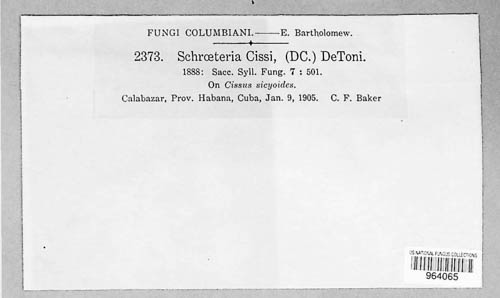 FUNGI COLUMBIANI.——E. Bartholomew.
2373. Schrœteria Cissi, (DC.) DeToni.
1888: Sacc. Syll. Fung. 7 : 501.
On Cissus sicyoides.
Calabazar, Prov. Habana, Cuba, Jan. 9, 1905. C. F. Baker
US NATIONAL FUNGUS COLLECTIONS
964065